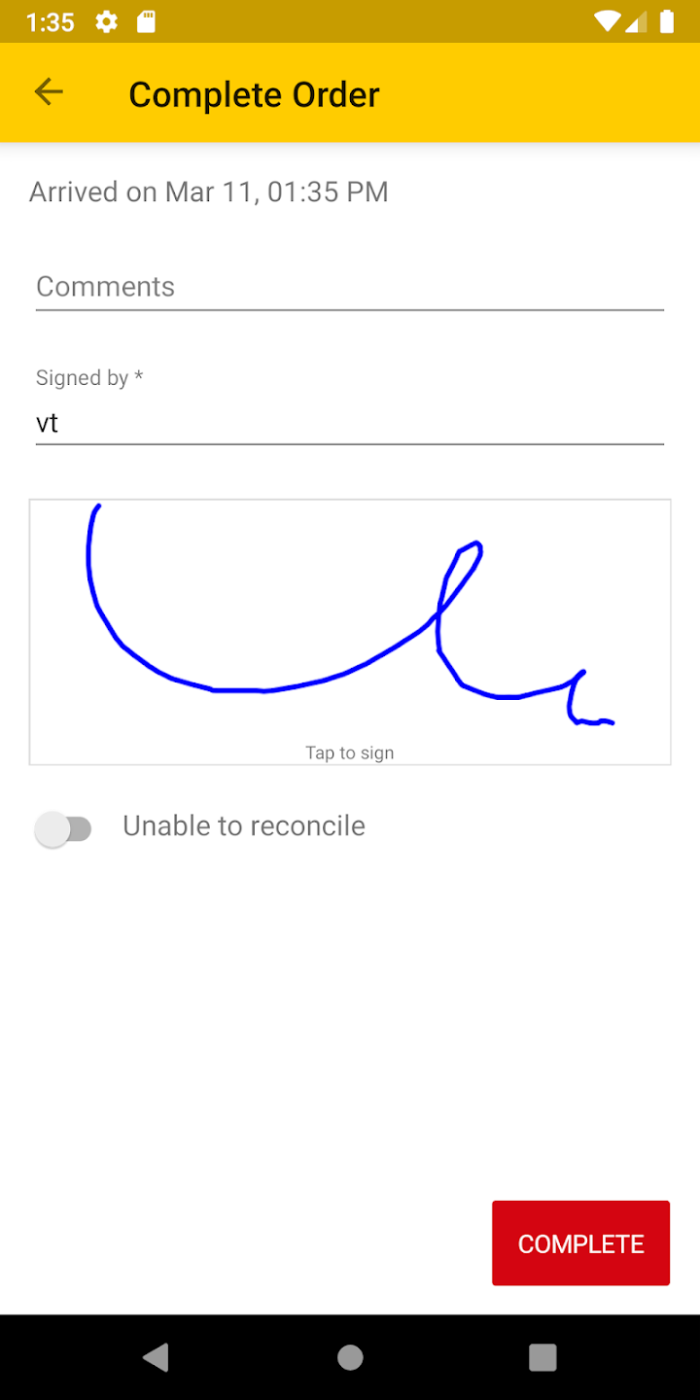 1:35
Complete Order
Arrived on Mar 11, 01:35 PM
Comments
Signed by *
vt
Tap to sign
Unable to reconcile
COMPLETE